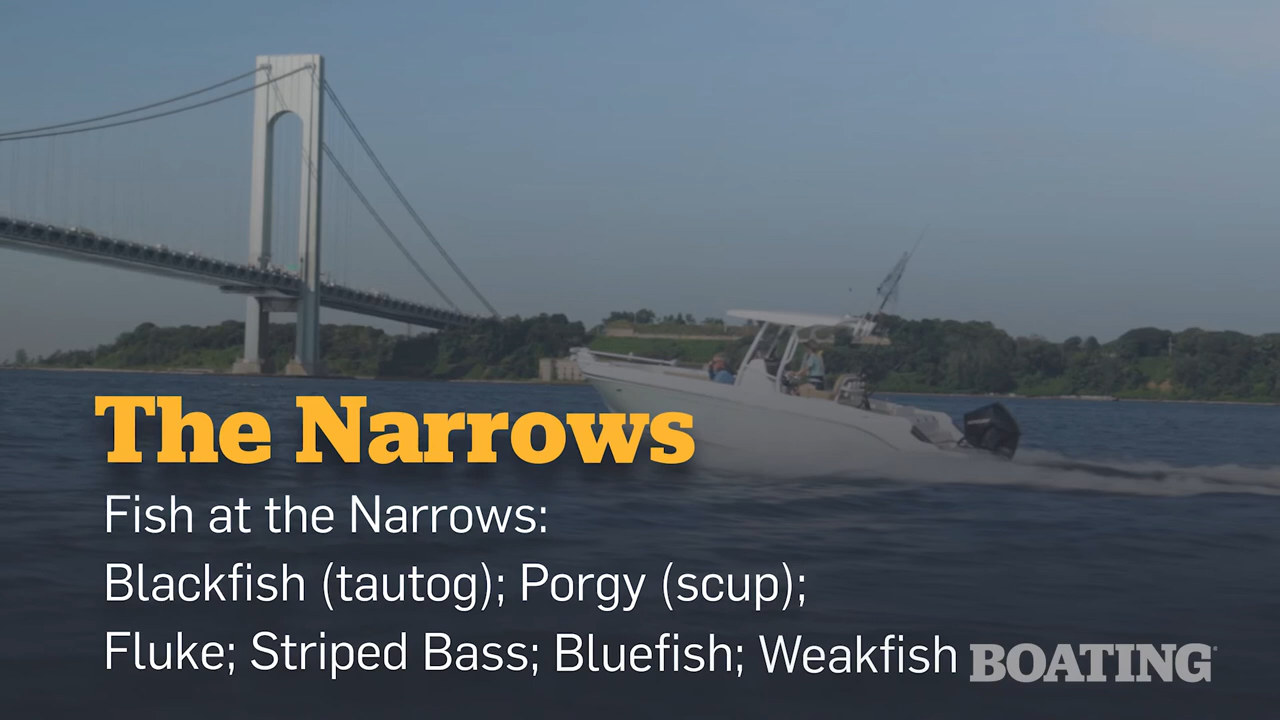 The Narrows
Fish at the Narrows:
Blackfish (tautog); Porgy (scup);
Fluke; Striped Bass; Bluefish; Weakfish
BOATING